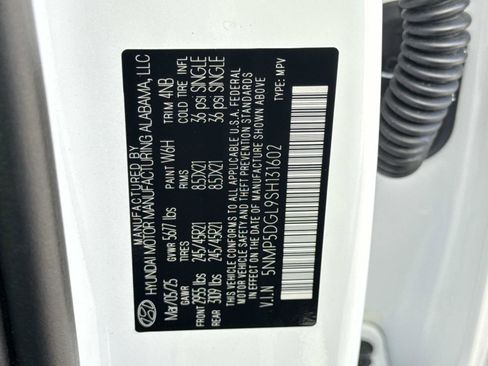 MANUFACTURED BY
HYUNDAI MOTOR MANUFACTURING ALABAMA, LLC
Mar/05/25 GVWR 5677 lbs PAINT W6H TRIM 4NB
GAWR TIRES RIMS COLD TIRE INFL
FRONT 2955 lbs 245/45R21 8.5JX21 36 psi SINGLE
REAR 3109 lbs 245/45R21 8.5JX21 36 psi SINGLE
THIS VEHICLE CONFORMS TO ALL APPLICABLE U.S.A. FEDERAL
MOTOR VEHICLE SAFETY AND THEFT PREVENTION STANDARDS
IN EFFECT ON THE DATE OF MANUFACTURE SHOWN ABOVE.
V.I.N 5NMP5DGL9SH131602 TYPE: MPV